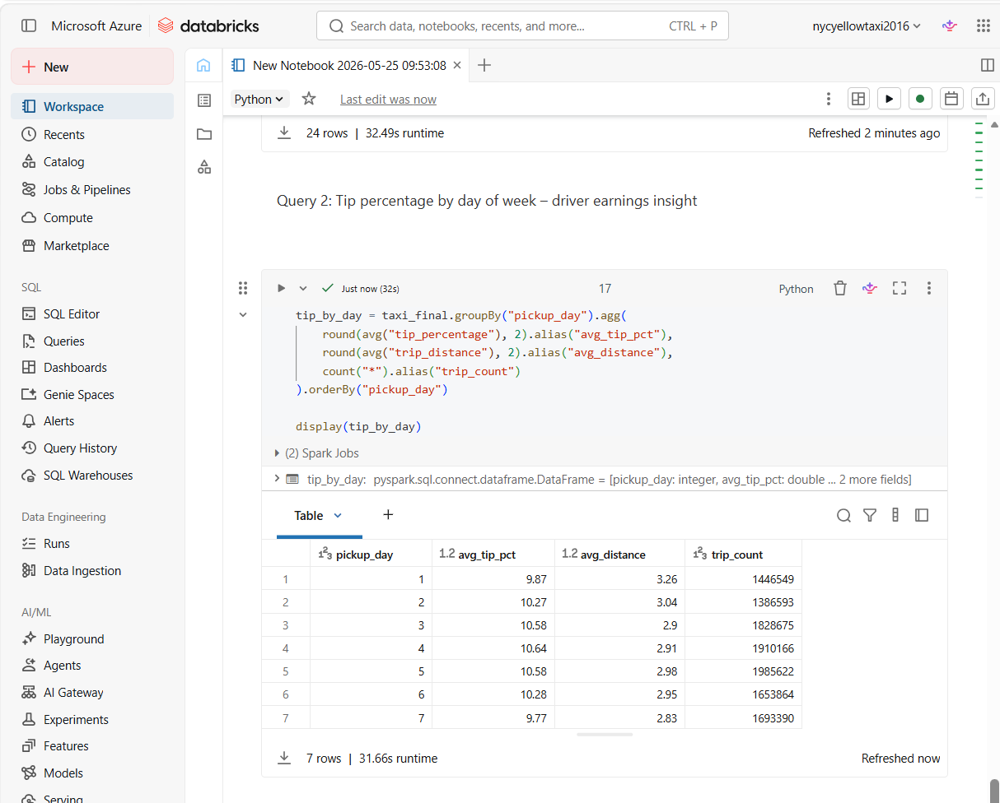 Microsoft Azure
databricks
Search data, notebooks, recents, and more...
CTRL + P
nycyellowtaxi2016
New
Workspace
Recents
Catalog
Jobs & Pipelines
Compute
Marketplace
SQL
SQL Editor
Queries
Dashboards
Genie Spaces
Alerts
Query History
SQL Warehouses
Data Engineering
Runs
Data Ingestion
AI/ML
Playground
Agents
AI Gateway
Experiments
Features
Models
Serving
New Notebook 2026-05-25 09:53:08
Python
Last edit was now
24 rows | 32.49s runtime
Refreshed 2 minutes ago
Query 2: Tip percentage by day of week – driver earnings insight
Just now (32s)
17
Python
tip_by_day = taxi_final.groupBy("pickup_day").agg(
    round(avg("tip_percentage"), 2).alias("avg_tip_pct"),
    round(avg("trip_distance"), 2).alias("avg_distance"),
    count("*").alias("trip_count")
).orderBy("pickup_day")
display(tip_by_day)
(2) Spark Jobs
tip_by_day: pyspark.sql.connect.dataframe.DataFrame = [pickup_day: integer, avg_tip_pct: double ... 2 more fields]
Table
123 pickup_day 1.2 avg_tip_pct 1.2 avg_distance 123 trip_count
1 1 9.87 3.26 1446549
2 2 10.27 3.04 1386593
3 3 10.58 2.9 1828675
4 4 10.64 2.91 1910166
5 5 10.58 2.98 1985622
6 6 10.28 2.95 1653864
7 7 9.77 2.83 1693390
7 rows | 31.66s runtime
Refreshed now